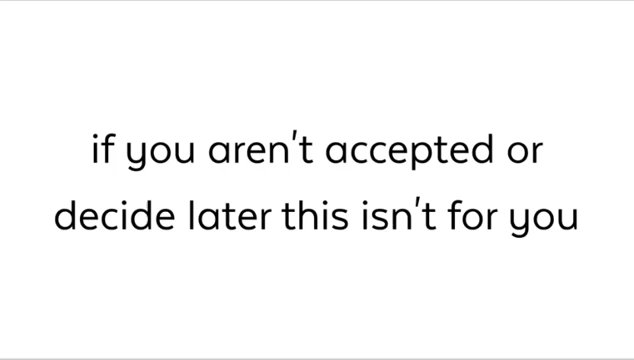 if you aren't accepted or
decide later this isn't for you